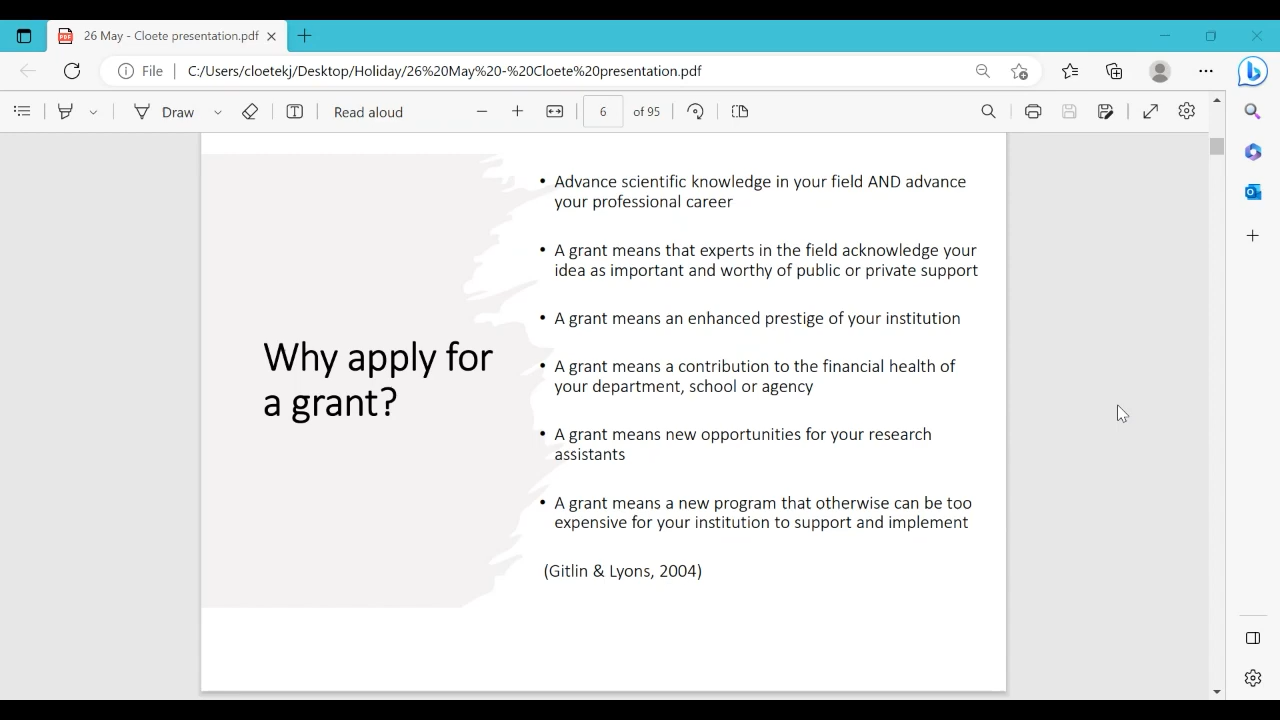 26 May - Cloete presentation.pdf
File
C:/Users/cloetekj/Desktop/Holiday/26%20May%20-%20Cloete%20presentation.pdf
Draw
Read aloud
6
of 95
Why apply for
a grant?
• Advance scientific knowledge in your field AND advance
your professional career
• A grant means that experts in the field acknowledge your
idea as important and worthy of public or private support
• A grant means an enhanced prestige of your institution
• A grant means a contribution to the financial health of
your department, school or agency
• A grant means new opportunities for your research
assistants
• A grant means a new program that otherwise can be too
expensive for your institution to support and implement
(Gitlin & Lyons, 2004)